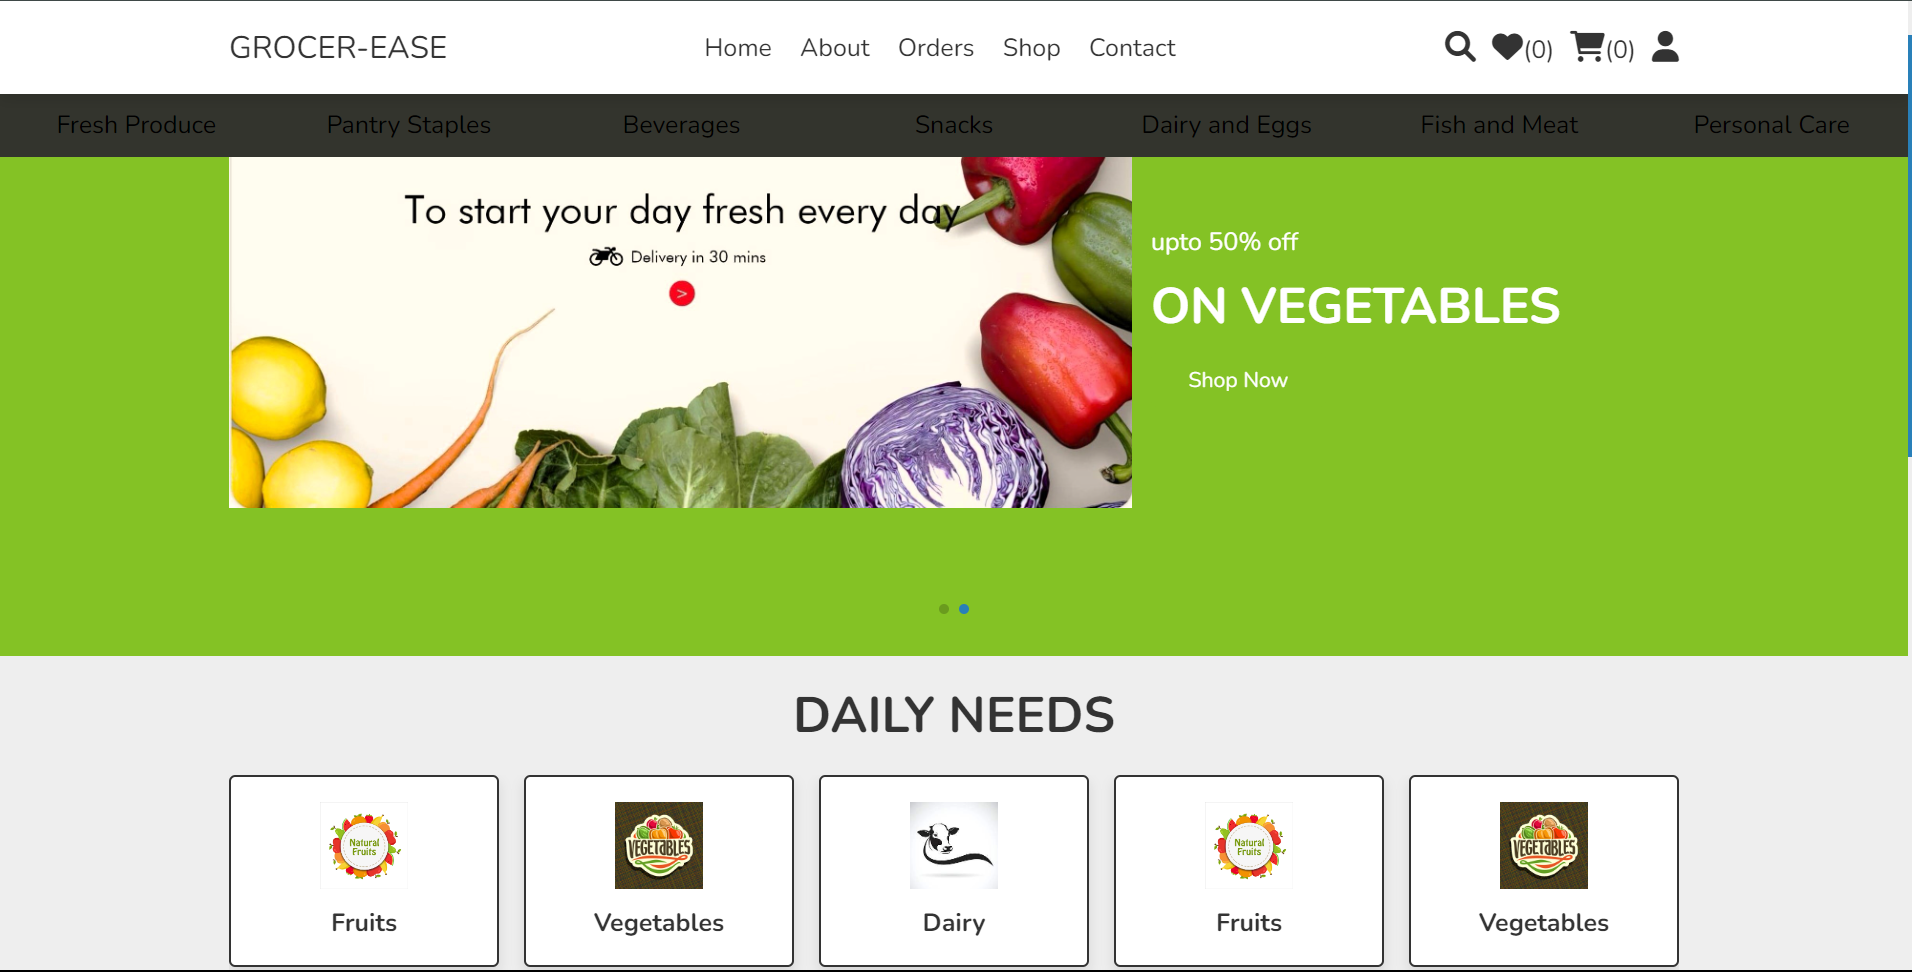 GROCER-EASE
Home About Orders Shop Contact
(0) (0)
Fresh Produce Pantry Staples Beverages Snacks Dairy and Eggs Fish and Meat Personal Care
To start your day fresh every day
Delivery in 30 mins
>
upto 50% off
ON VEGETABLES
Shop Now
DAILY NEEDS
Natural
Fruits
Fruits
VEGETABLES
Vegetables
Dairy
Natural
Fruits
Fruits
VEGETABLES
Vegetables